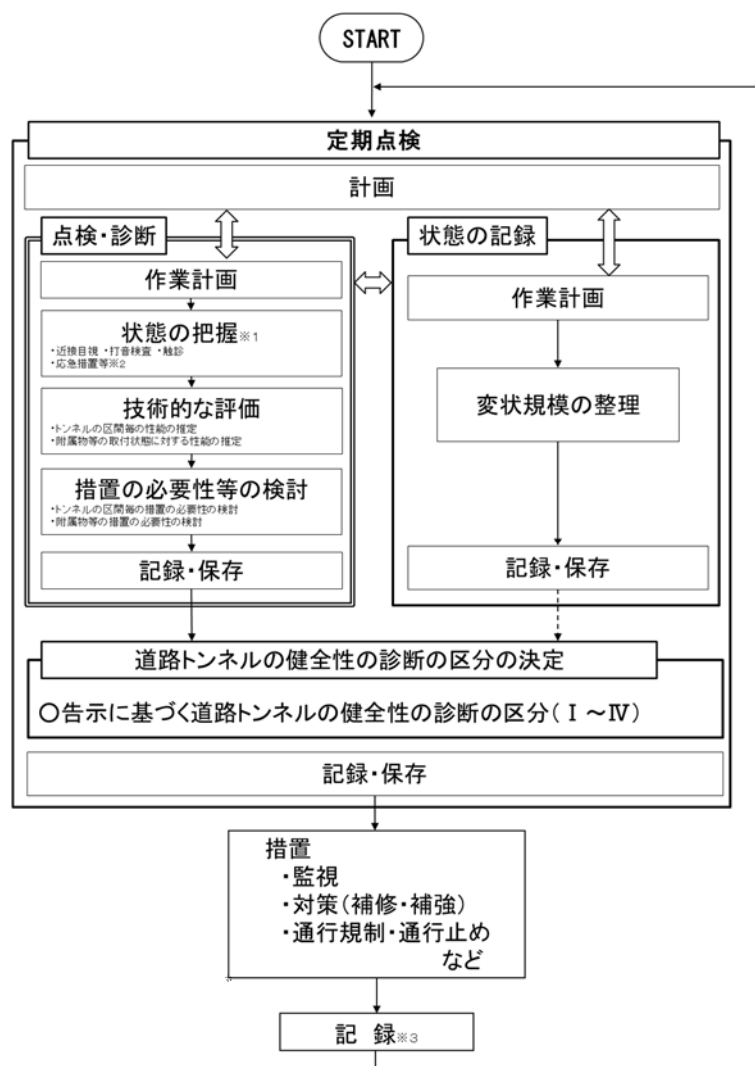 START
定期点検
計画
点検・診断
作業計画
状態の把握※1
・近接目視 ・打音検査 ・触診
・応急措置等※2
技術的な評価
・トンネルの区間毎の性能の推定
・附属物等の取付状態に対する性能の推定
措置の必要性等の検討
・トンネルの区間毎の措置の必要性の検討
・附属物等の措置の必要性の検討
記録・保存
状態の記録
作業計画
変状規模の整理
記録・保存
道路トンネルの健全性の診断の区分の決定
〇告示に基づく道路トンネルの健全性の診断の区分(Ⅰ~Ⅳ)
記録・保存
措置
・監視
・対策(補修・補強)
・通行規制・通行止め
など
※
記 録※3